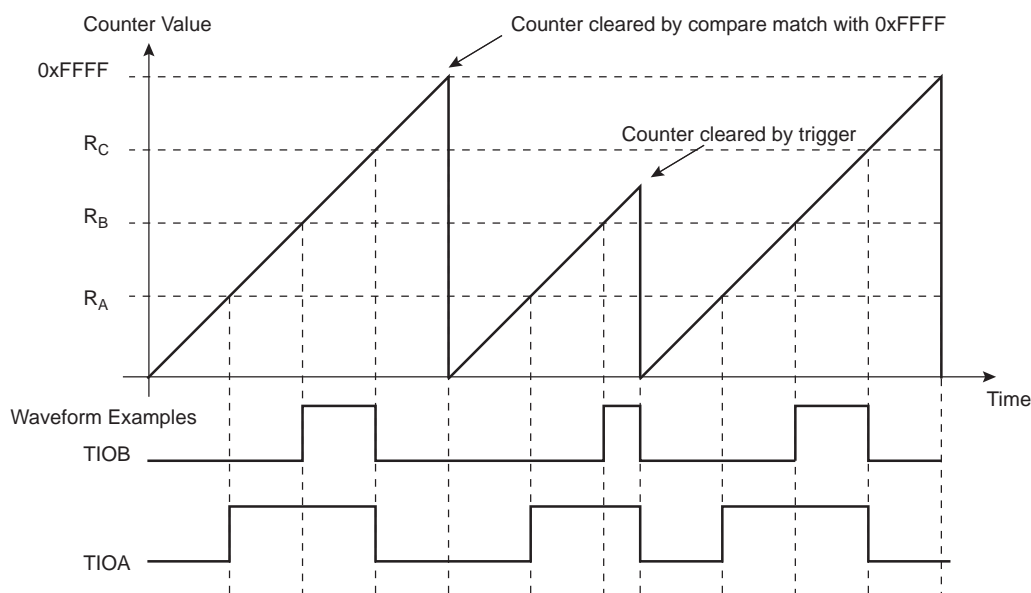 Counter Value
Counter cleared by compare match with 0xFFFF
0xFFFF
Counter cleared by trigger
RC
RB
RA
Time
Waveform Examples
TIOB
TIOA